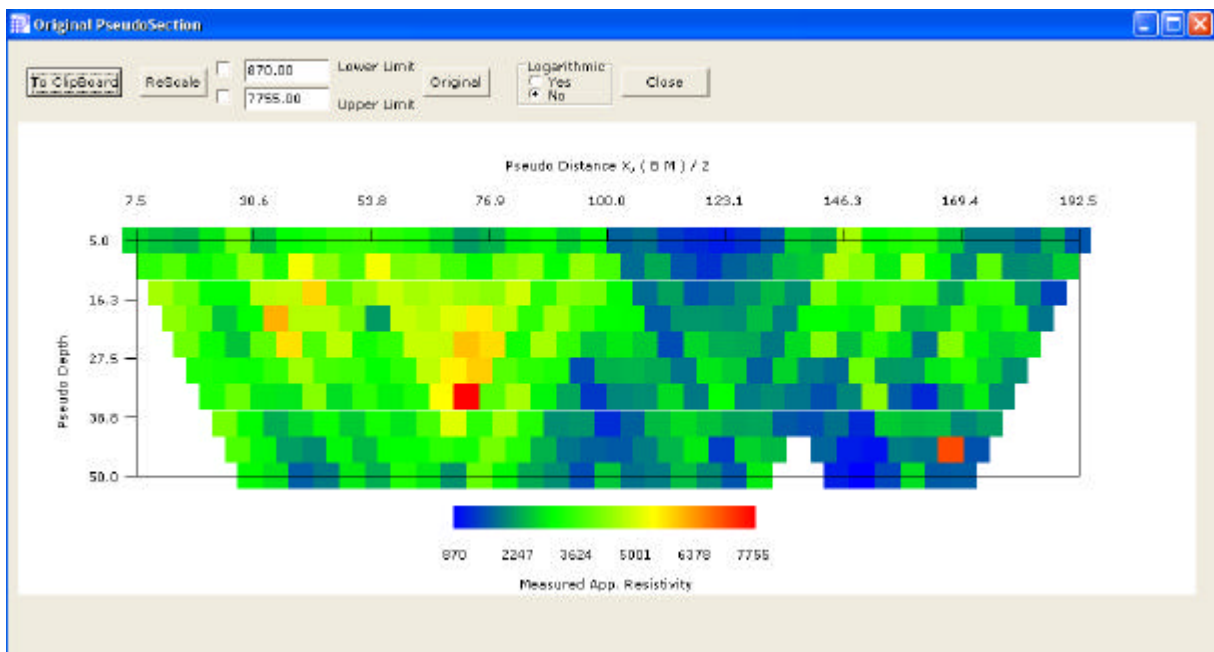 Original PseudoSection
To ClipBoard
ReScale
870.00
Lower Limit
7755.00
Upper Limit
Original
Logarithmic
Yes
No
Close
Pseudo Distance X, ( B M ) / 2
7.5 30.6 53.8 76.9 100.0 123.1 146.3 169.4 192.5
5.0
16.3
27.5
38.8
50.0
Pseudo Depth
870 2247 3624 5001 6378 7755
Measured App. Resistivity